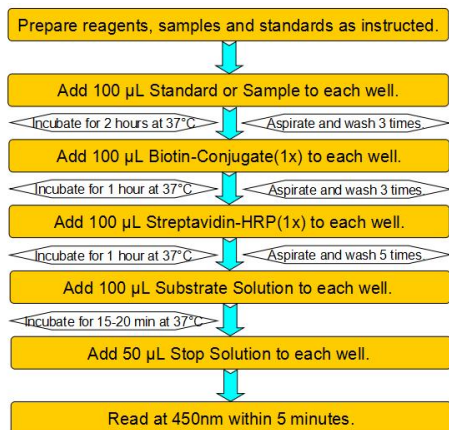 Prepare reagents, samples and standards as instructed.
Add 100 µL Standard or Sample to each well.
Incubate for 2 hours at 37°C
Aspirate and wash 3 times.
Add 100 µL Biotin-Conjugate(1x) to each well.
Incubate for 1 hour at 37°C
Aspirate and wash 3 times.
Add 100 µL Streptavidin-HRP(1x) to each well.
Incubate for 1 hour at 37°C
Aspirate and wash 5 times.
Add 100 µL Substrate Solution to each well.
Incubate for 15-20 min at 37°C
Add 50 µL Stop Solution to each well.
Read at 450nm within 5 minutes.